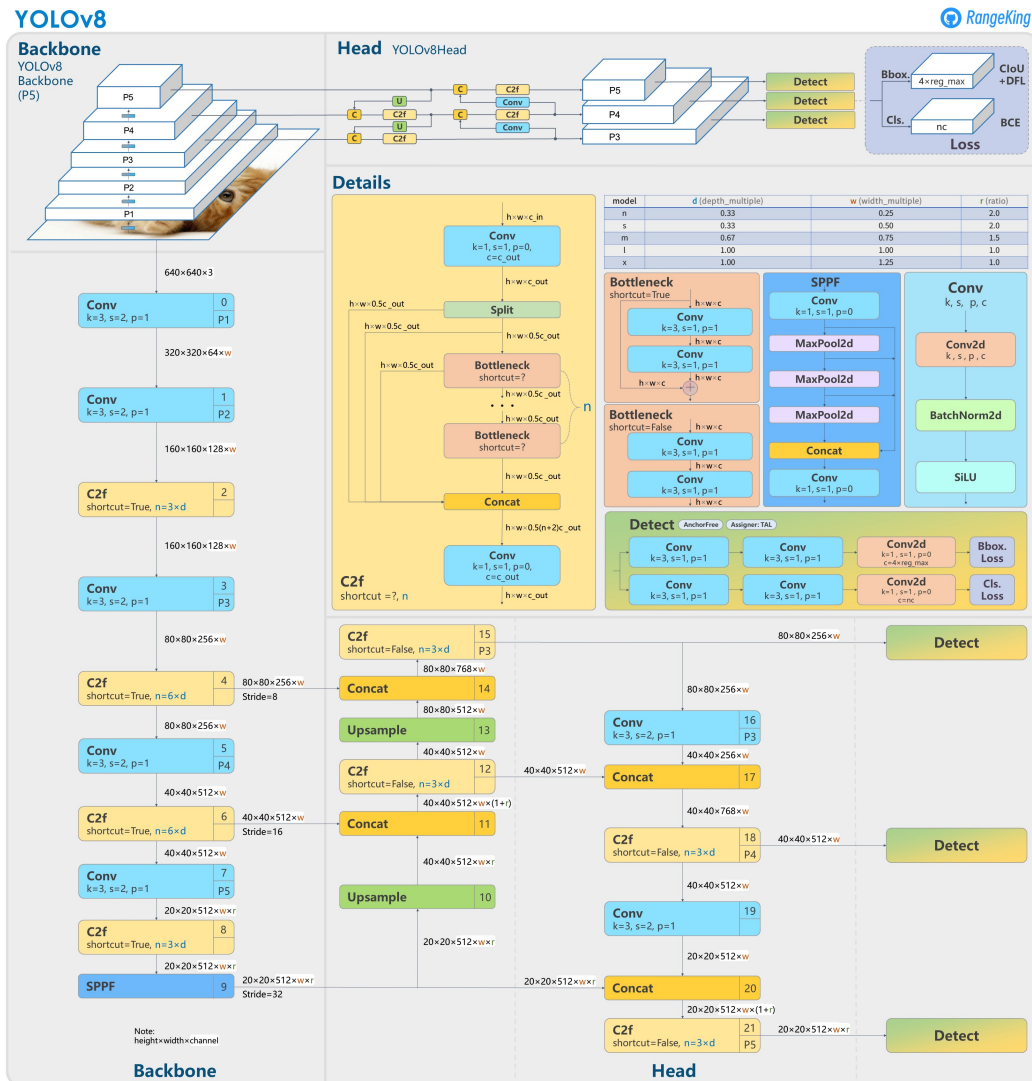 YOLOv8
RangeKing
Backbone
YOLOv8
Backbone
(P5)
P5
P4
P3
P2
P1
Head YOLOv8Head
C
C2f
U
Conv
C
C2f
C
C2f
U
Conv
C
C2f
P5
P4
P3
Detect
Detect
Detect
Bbox.
4×reg_max
CIoU
+DFL
Cls.
nc
BCE
Loss
640×640×3
Conv
k=3, s=2, p=1
0
P1
320×320×64×w
Conv
k=3, s=2, p=1
1
P2
160×160×128×w
C2f
shortcut=True, n=3×d
2
160×160×128×w
Conv
k=3, s=2, p=1
3
P3
80×80×256×w
C2f
shortcut=True, n=6×d
4
80×80×256×w
Stride=8
80×80×256×w
Conv
k=3, s=2, p=1
5
P4
40×40×512×w
C2f
shortcut=True, n=6×d
6
40×40×512×w
Stride=16
40×40×512×w
Conv
k=3, s=2, p=1
7
P5
20×20×512×w×r
C2f
shortcut=True, n=3×d
8
20×20×512×w×r
SPPF
9
20×20×512×w×r
Stride=32
Note:
height×width×channel
Backbone
Details
h×w×c_in
Conv
k=1, s=1, p=0,
c=c_out
h×w×c_out
h×w×0.5c_out
Split
h×w×0.5c_out
h×w×0.5c_out
h×w×0.5c_out
Bottleneck
shortcut=?
h×w×0.5c_out
• • •
n
h×w×0.5c_out
Bottleneck
shortcut=?
h×w×0.5c_out
Concat
h×w×0.5(n+2)c_out
Conv
k=1, s=1, p=0,
c=c_out
h×w×c_out
C2f
shortcut =?, n
model d (depth_multiple) w (width_multiple) r (ratio)
n 0.33 0.25 2.0
s 0.33 0.50 2.0
m 0.67 0.75 1.5
l 1.00 1.00 1.0
x 1.00 1.25 1.0
Bottleneck
shortcut=True
h×w×c
Conv
k=3, s=1, p=1
h×w×c
Conv
k=3, s=1, p=1
h×w×c
h×w×c
+
h×w×c
Bottleneck
shortcut=False
h×w×c
Conv
k=3, s=1, p=1
h×w×c
Conv
k=3, s=1, p=1
h×w×c
SPPF
Conv
k=1, s=1, p=0
MaxPool2d
MaxPool2d
MaxPool2d
Concat
Conv
k=1, s=1, p=0
Conv
k, s, p, c
Conv2d
k, s, p, c
BatchNorm2d
SiLU
Detect AnchorFree Assigner: TAL
Conv
k=3, s=1, p=1
Conv
k=3, s=1, p=1
Conv2d
k=1, s=1, p=0
c=4×reg_max
Bbox.
Loss
Conv
k=3, s=1, p=1
Conv
k=3, s=1, p=1
Conv2d
k=1, s=1, p=0
c=nc
Cls.
Loss
C2f
shortcut=False, n=3×d
15
P3
80×80×256×w
Detect
80×80×768×w
Concat
14
80×80×512×w
Upsample
13
40×40×512×w
C2f
shortcut=False, n=3×d
12
40×40×512×w
40×40×512×w×(1+r)
Concat
11
40×40×512×w×r
Upsample
10
20×20×512×w×r
80×80×256×w
Conv
k=3, s=2, p=1
16
P3
40×40×256×w
Concat
17
40×40×768×w
C2f
shortcut=False, n=3×d
18
P4
40×40×512×w
Detect
40×40×512×w
Conv
k=3, s=2, p=1
19
20×20×512×w
20×20×512×w×r
Concat
20
20×20×512×w×(1+r)
C2f
shortcut=False, n=3×d
21
P5
20×20×512×w×r
Detect
Head